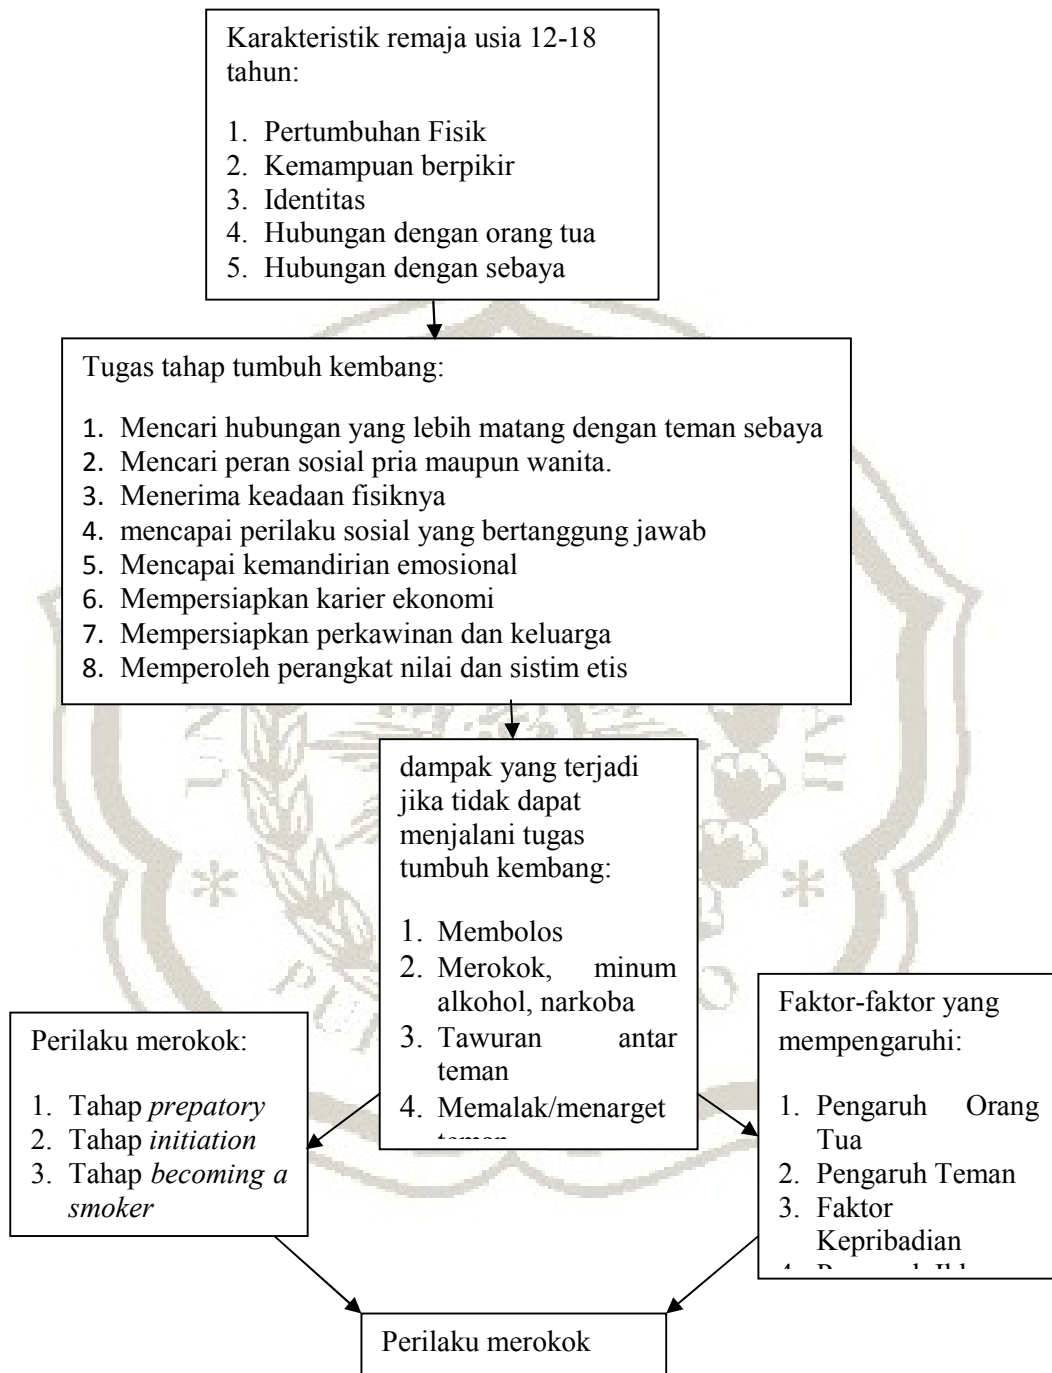 Karakteristik remaja usia 12-18
tahun:
1. Pertumbuhan Fisik
2. Kemampuan berpikir
3. Identitas
4. Hubungan dengan orang tua
5. Hubungan dengan sebaya
Tugas tahap tumbuh kembang:
1. Mencari hubungan yang lebih matang dengan teman sebaya
2. Mencari peran sosial pria maupun wanita.
3. Menerima keadaan fisiknya
4. mencapai perilaku sosial yang bertanggung jawab
5. Mencapai kemandirian emosional
6. Mempersiapkan karier ekonomi
7. Mempersiapkan perkawinan dan keluarga
8. Memperoleh perangkat nilai dan sistim etis
dampak yang terjadi
jika tidak dapat
menjalani tugas
tumbuh kembang:
1. Membolos
2. Merokok, minum
alkohol, narkoba
3. Tawuran antar
teman
4. Memalak/menarget
Perilaku merokok:
1. Tahap prepatory
2. Tahap initiation
3. Tahap becoming a
smoker
Faktor-faktor yang
mempengaruhi:
1. Pengaruh Orang
Tua
2. Pengaruh Teman
3. Faktor
Kepribadian
Perilaku merokok